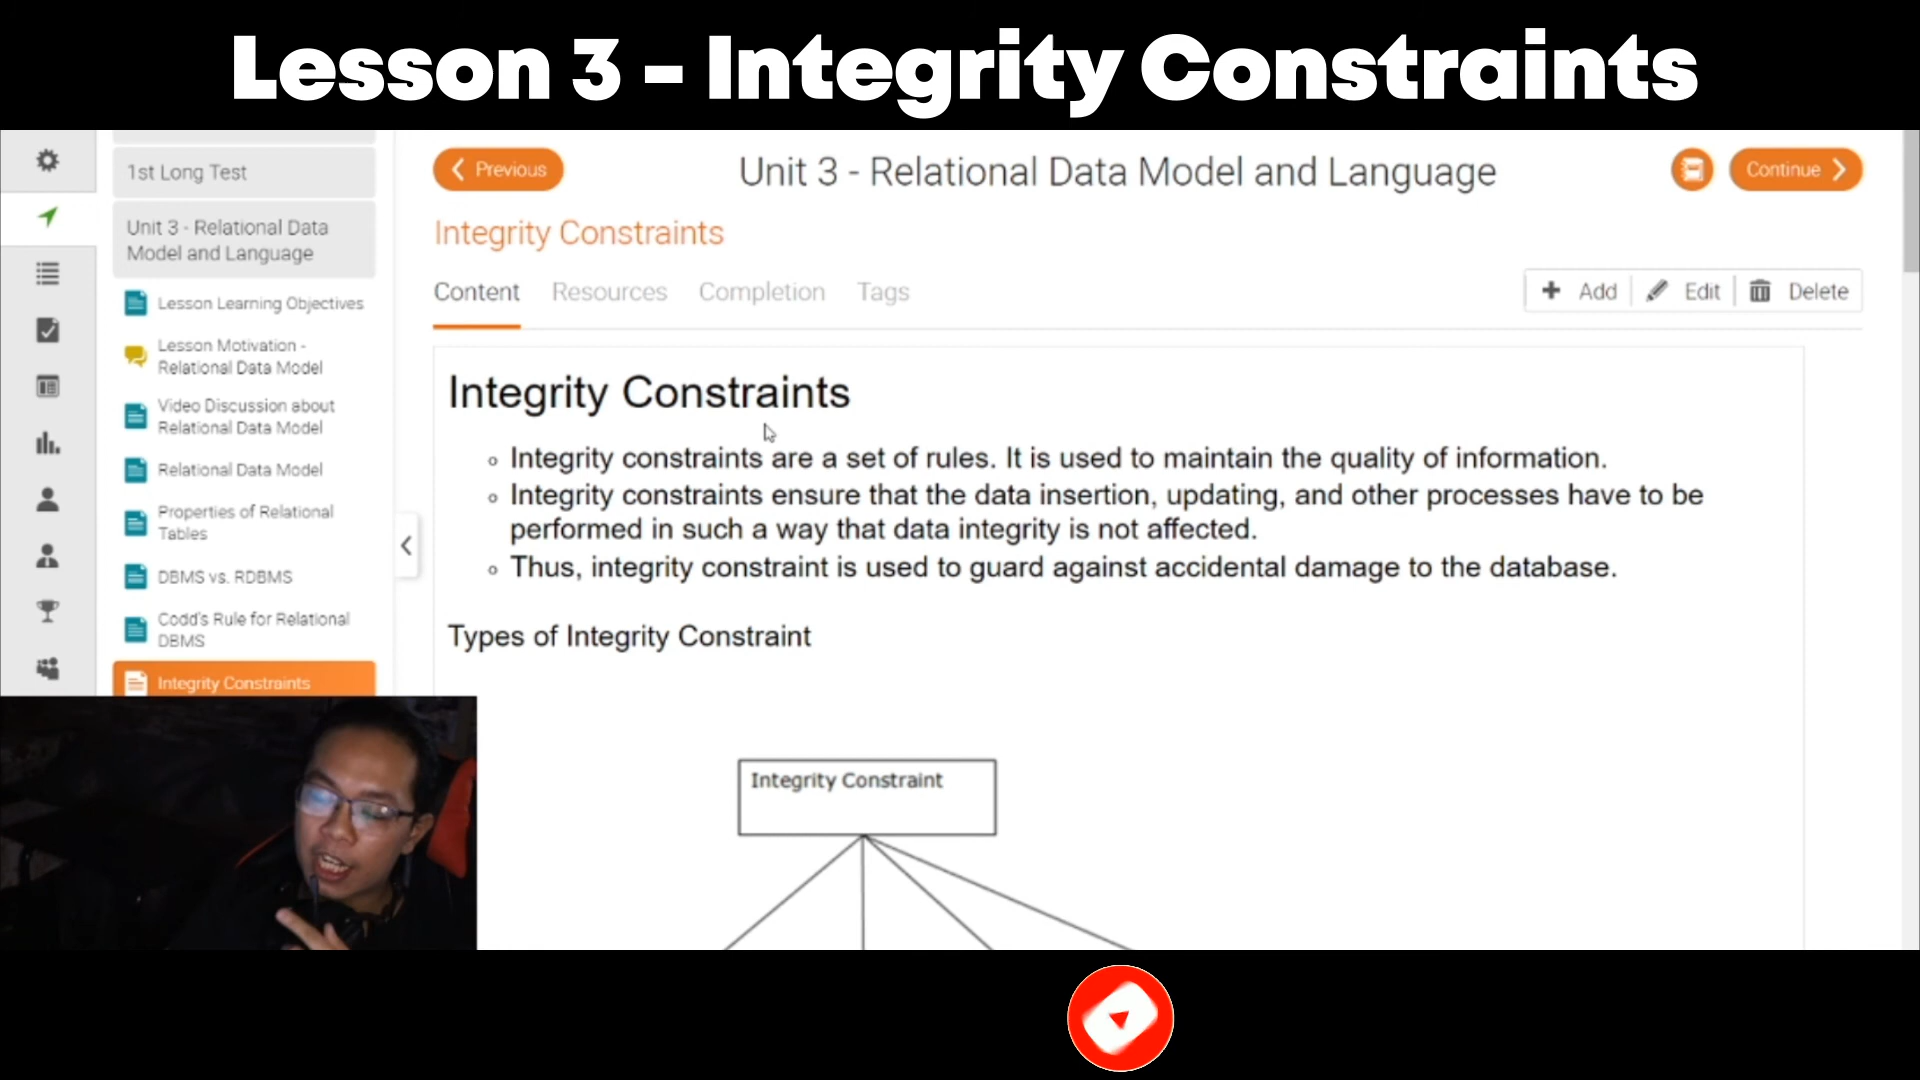 Lesson 3 - Integrity Constraints
1st Long Test
Unit 3 - Relational Data
Model and Language
Lesson Learning Objectives
Lesson Motivation -
Relational Data Model
Video Discussion about
Relational Data Model
Relational Data Model
Properties of Relational
Tables
DBMS vs. RDBMS
Codd's Rule for Relational
DBMS
Integrity Constraints
Previous
Unit 3 - Relational Data Model and Language
Continue
Integrity Constraints
Content Resources Completion Tags
Add Edit Delete
Integrity Constraints
Integrity constraints are a set of rules. It is used to maintain the quality of information.
Integrity constraints ensure that the data insertion, updating, and other processes have to be
performed in such a way that data integrity is not affected.
Thus, integrity constraint is used to guard against accidental damage to the database.
Types of Integrity Constraint
Integrity Constraint